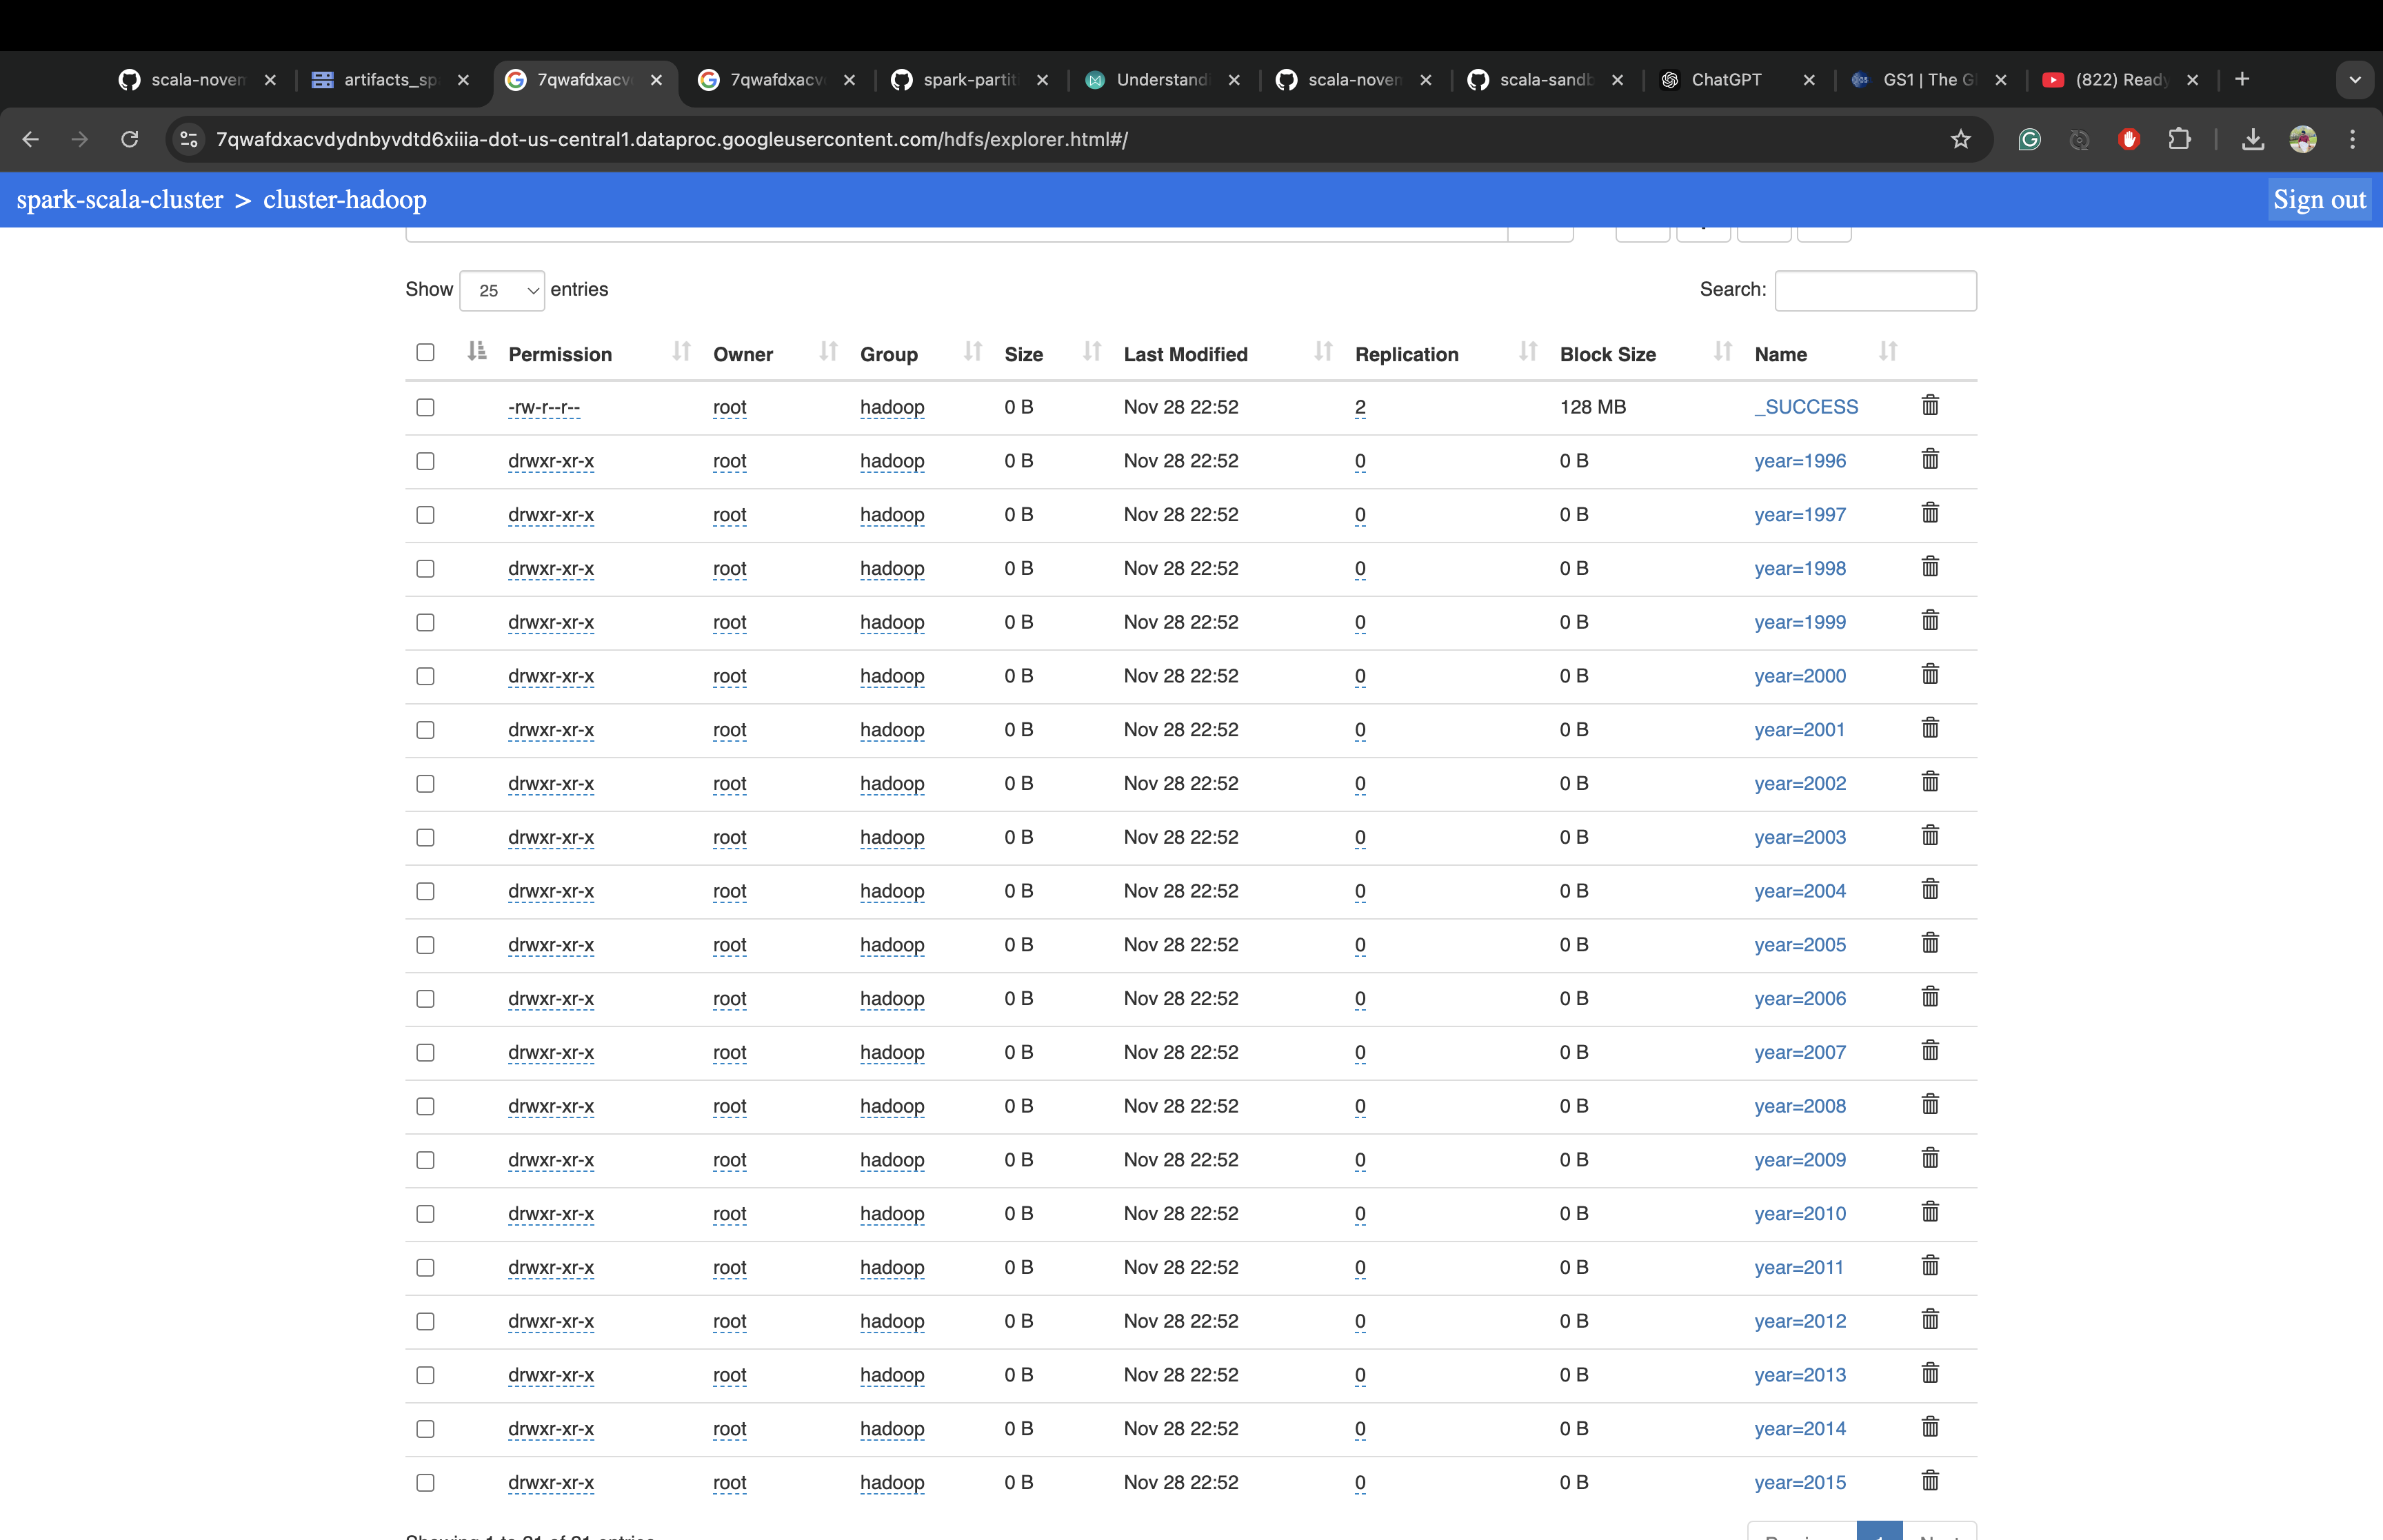 scala-novem
artifacts_sp
7qwafdxacv
7qwafdxacv
spark-partit
Understand
scala-novem
scala-sandb
ChatGPT
GS1 | The G
(822) Ready
7qwafdxacvdydnbyvdtd6xiiia-dot-us-central1.dataproc.googleusercontent.com/hdfs/explorer.html#/
spark-scala-cluster > cluster-hadoop Sign out
Show 25 entries Search:
Permission Owner Group Size Last Modified Replication Block Size Name
-rw-r--r-- root hadoop 0 B Nov 28 22:52 2 128 MB _SUCCESS
drwxr-xr-x root hadoop 0 B Nov 28 22:52 0 0 B year=1996
drwxr-xr-x root hadoop 0 B Nov 28 22:52 0 0 B year=1997
drwxr-xr-x root hadoop 0 B Nov 28 22:52 0 0 B year=1998
drwxr-xr-x root hadoop 0 B Nov 28 22:52 0 0 B year=1999
drwxr-xr-x root hadoop 0 B Nov 28 22:52 0 0 B year=2000
drwxr-xr-x root hadoop 0 B Nov 28 22:52 0 0 B year=2001
drwxr-xr-x root hadoop 0 B Nov 28 22:52 0 0 B year=2002
drwxr-xr-x root hadoop 0 B Nov 28 22:52 0 0 B year=2003
drwxr-xr-x root hadoop 0 B Nov 28 22:52 0 0 B year=2004
drwxr-xr-x root hadoop 0 B Nov 28 22:52 0 0 B year=2005
drwxr-xr-x root hadoop 0 B Nov 28 22:52 0 0 B year=2006
drwxr-xr-x root hadoop 0 B Nov 28 22:52 0 0 B year=2007
drwxr-xr-x root hadoop 0 B Nov 28 22:52 0 0 B year=2008
drwxr-xr-x root hadoop 0 B Nov 28 22:52 0 0 B year=2009
drwxr-xr-x root hadoop 0 B Nov 28 22:52 0 0 B year=2010
drwxr-xr-x root hadoop 0 B Nov 28 22:52 0 0 B year=2011
drwxr-xr-x root hadoop 0 B Nov 28 22:52 0 0 B year=2012
drwxr-xr-x root hadoop 0 B Nov 28 22:52 0 0 B year=2013
drwxr-xr-x root hadoop 0 B Nov 28 22:52 0 0 B year=2014
drwxr-xr-x root hadoop 0 B Nov 28 22:52 0 0 B year=2015